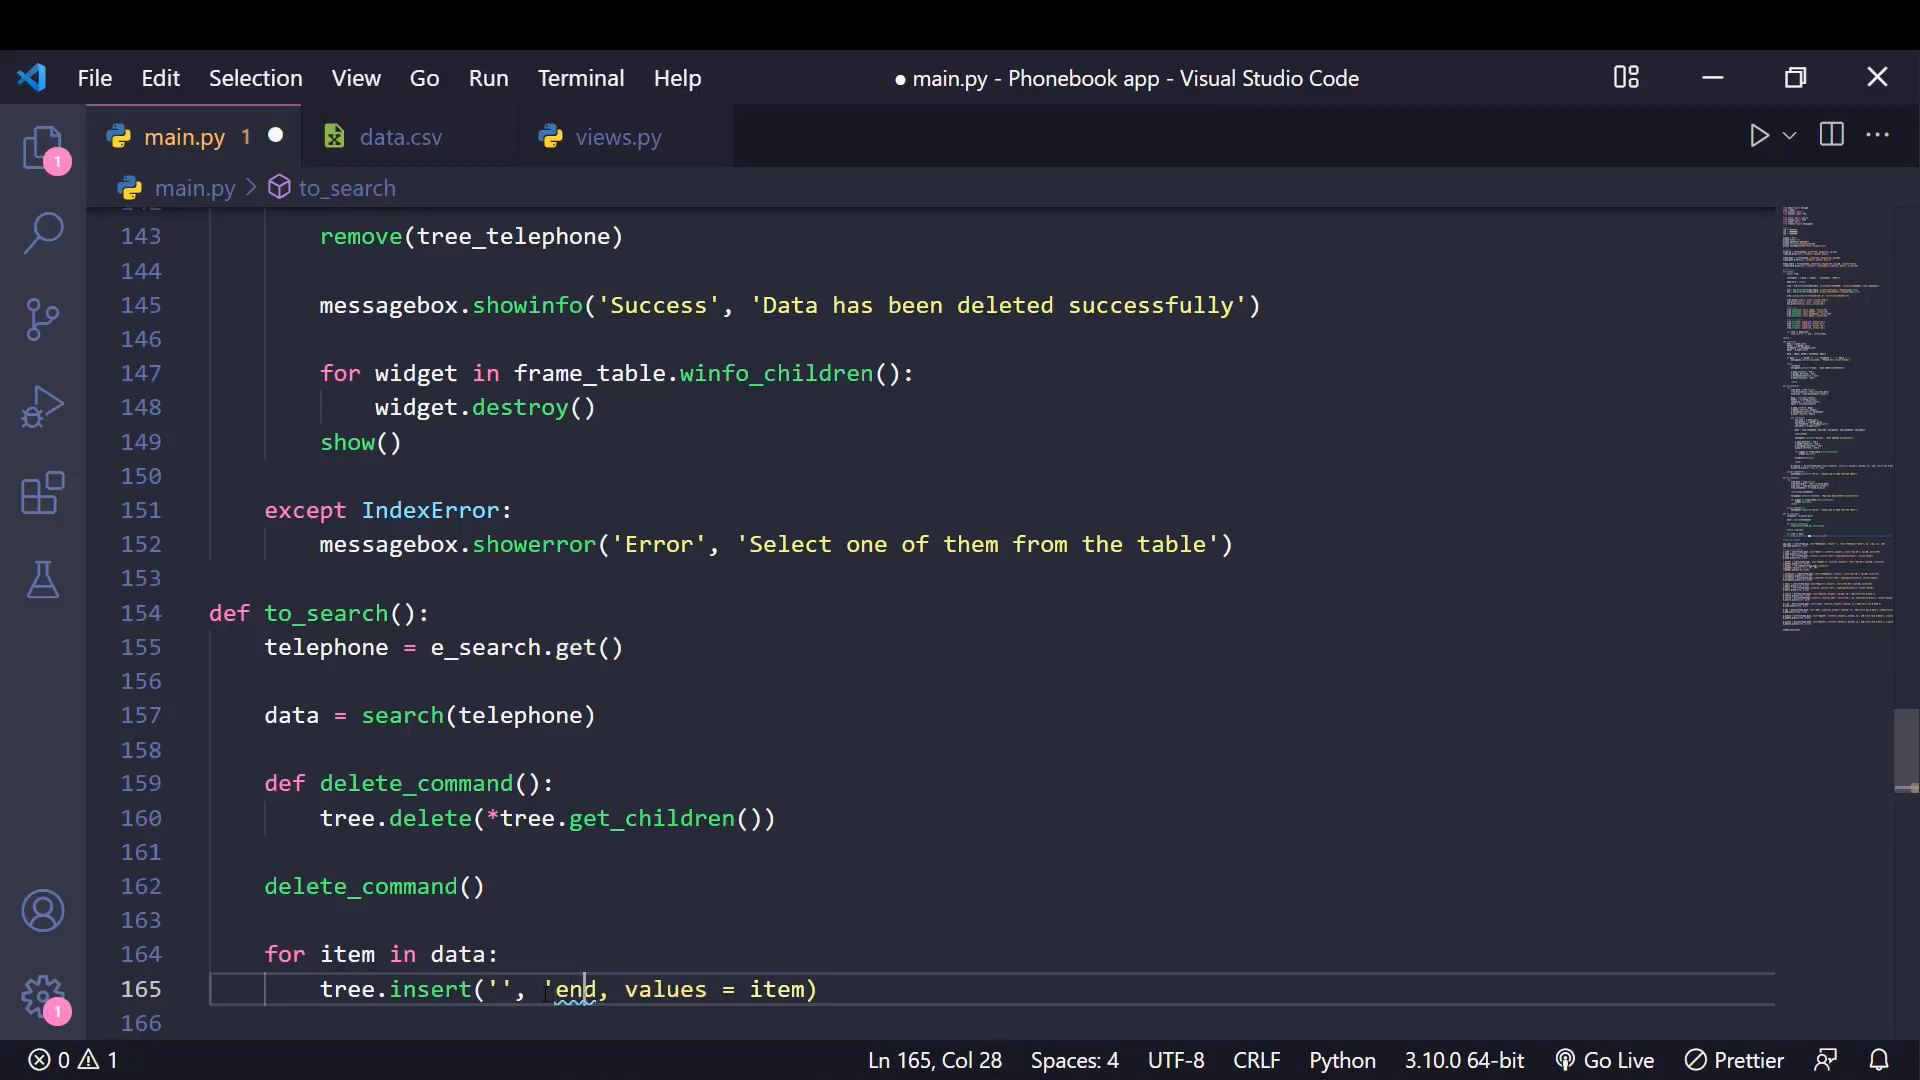 File Edit Selection View Go Run Terminal Help ● main.py - Phonebook app - Visual Studio Code
main.py 1 data.csv views.py
main.py > to_search
143 remove(tree_telephone)
144
145 messagebox.showinfo('Success', 'Data has been deleted successfully')
146
147 for widget in frame_table.winfo_children():
148 widget.destroy()
149 show()
150
151 except IndexError:
152 messagebox.showerror('Error', 'Select one of them from the table')
153
154 def to_search():
155 telephone = e_search.get()
156
157 data = search(telephone)
158
159 def delete_command():
160 tree.delete(*tree.get_children())
161
162 delete_command()
163
164 for item in data:
165 tree.insert('', 'end, values = item)
166
1
1
0 1 Ln 165, Col 28 Spaces: 4 UTF-8 CRLF Python 3.10.0 64-bit Go Live Prettier